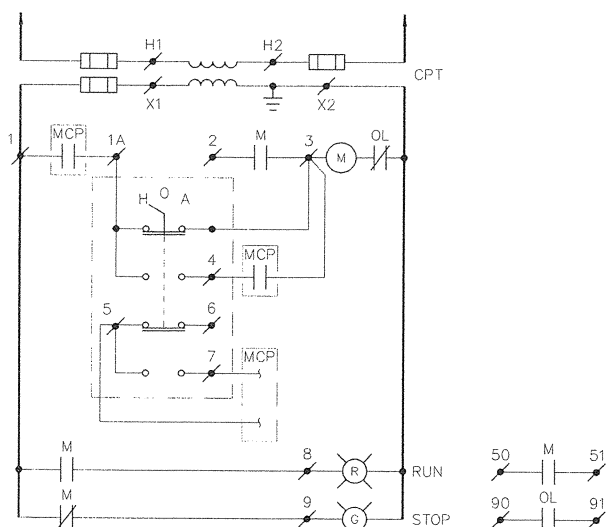 H1 H2
CPT
X1 X2
1 MCP 1A 2 M 3 M OL
H O A
4 MCP
5 6
7 MCP
M 8 R RUN 50 M 51
M 9 G STOP 90 OL 91